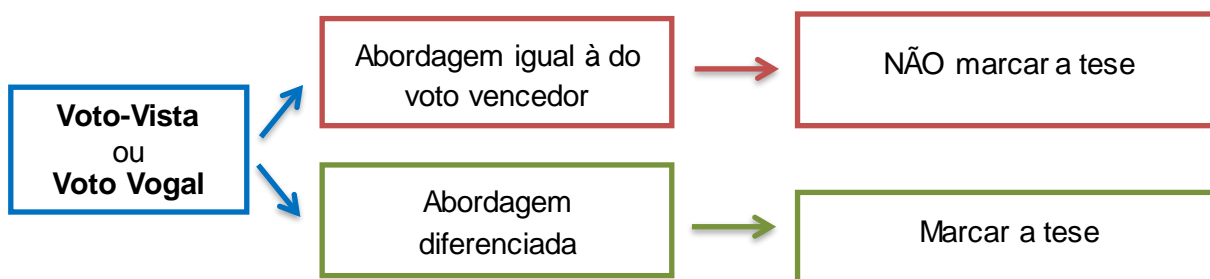 Voto-Vista
ou
Voto Vogal
Abordagem igual à do
voto vencedor
NÃO marcar a tese
Abordagem
diferenciada
Marcar a tese